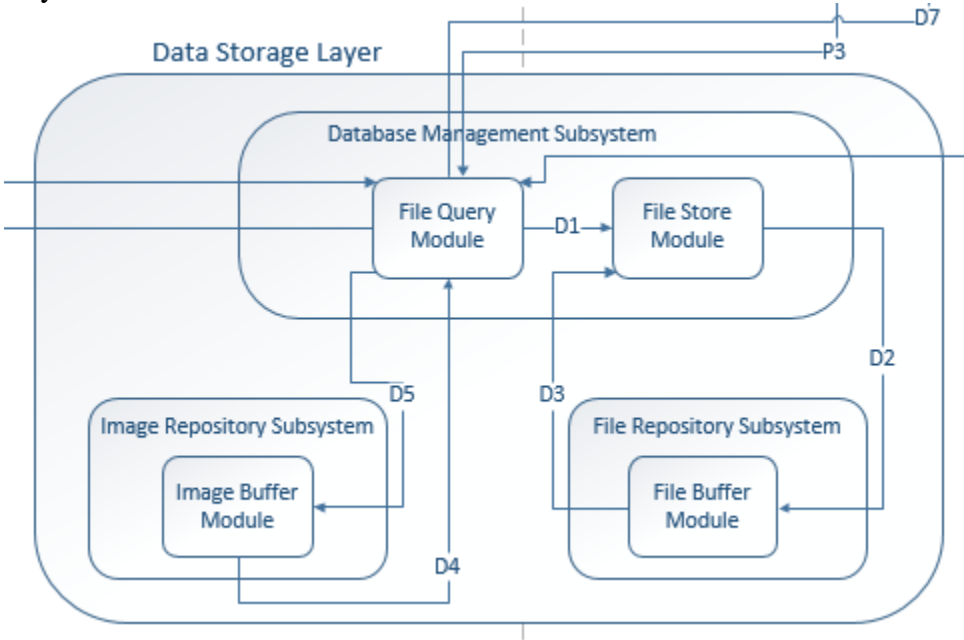 D7
P3
Data Storage Layer
Database Management Subsystem
File Query
Module
D1
File Store
Module
D2
D5
D3
Image Repository Subsystem
File Repository Subsystem
Image Buffer
Module
File Buffer
Module
D4